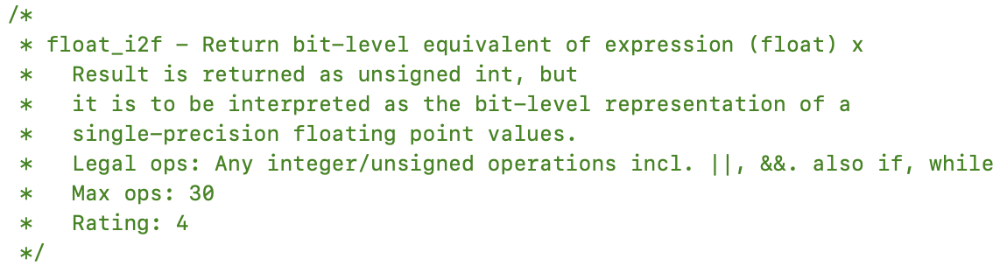 /*
 * float_i2f - Return bit-level equivalent of expression (float) x
 *   Result is returned as unsigned int, but
 *   it is to be interpreted as the bit-level representation of a
 *   single-precision floating point values.
 *   Legal ops: Any integer/unsigned operations incl. ||, &&. also if, while
 *   Max ops: 30
 *   Rating: 4
 */